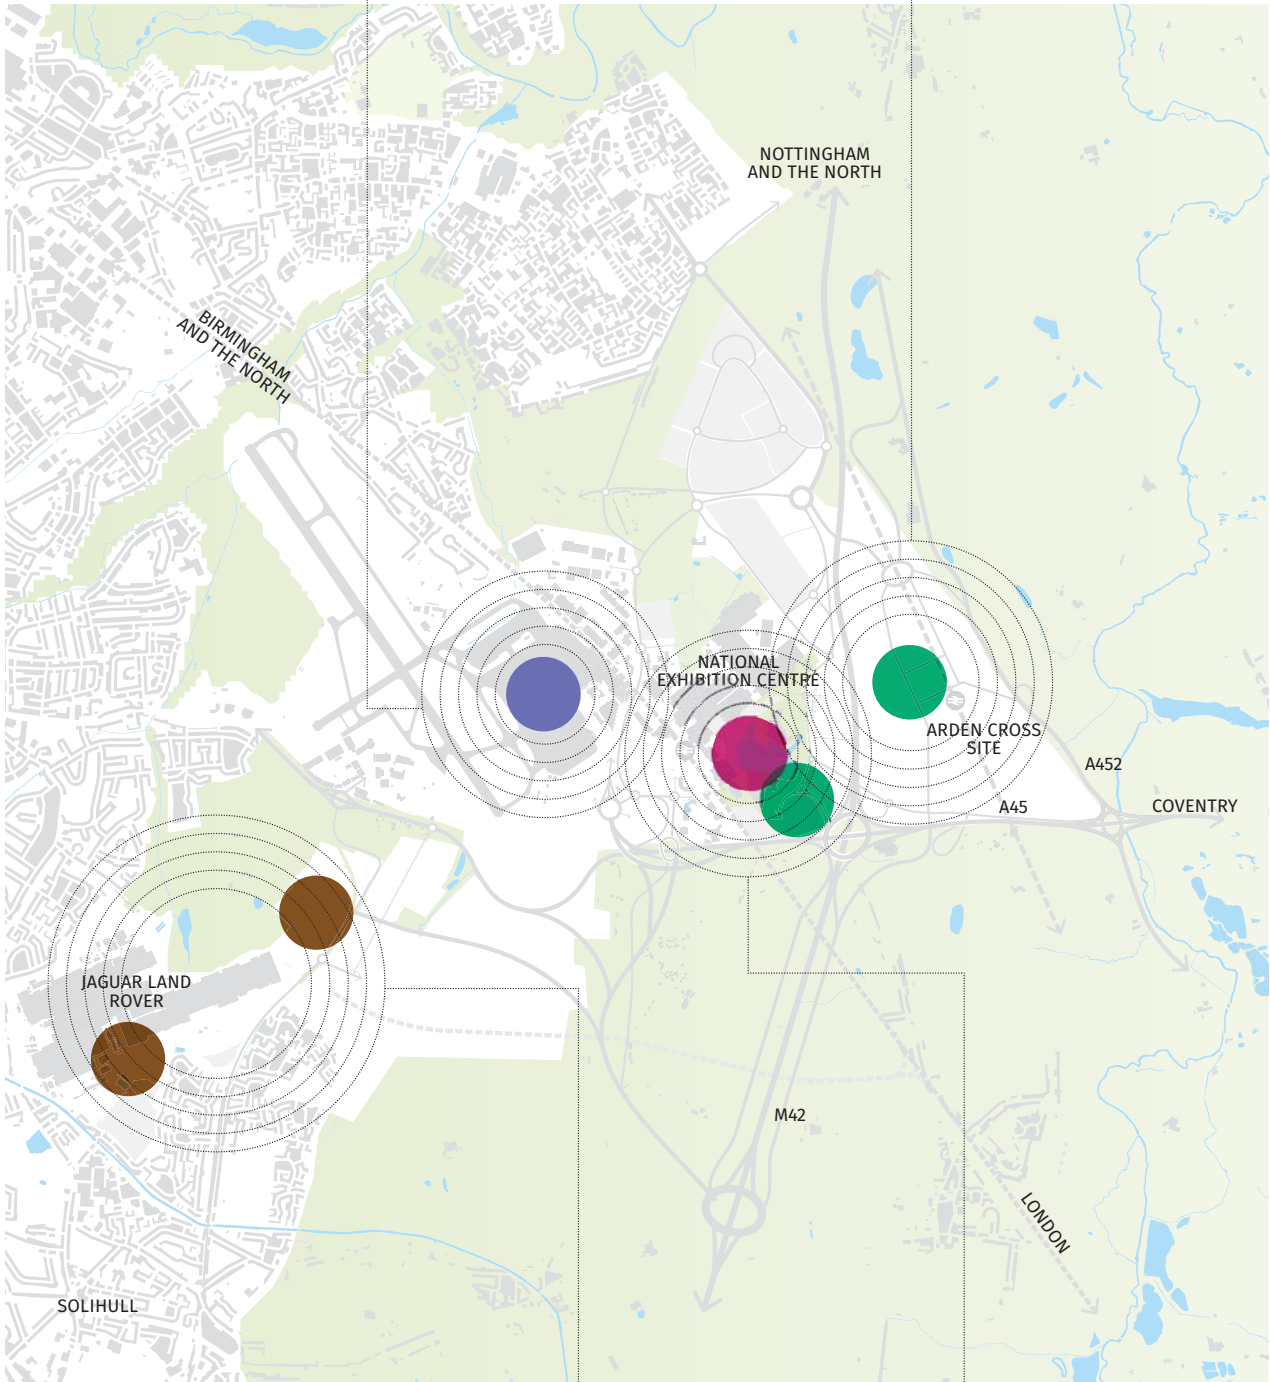 NOTTINGHAM
AND THE NORTH
BIRMINGHAM
AND THE NORTH
NATIONAL
EXHIBITION CENTRE
ARDEN CROSS
SITE
A452
A45
COVENTRY
JAGUAR LAND
ROVER
M42
LONDON
SOLIHULL